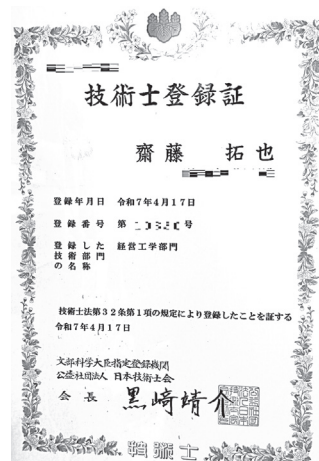 技術士登録証
齋藤 拓也
登録年月日 令和7年4月17日
登録番号 第 号
登録した 経営工学部門
技術部門
の名称
技術士法第32条第1項の規定により登録したことを証する
令和7年4月17日
文部科学大臣指定登録機関
公益社団法人 日本技術士会
会長 黒﨑靖介
技術士